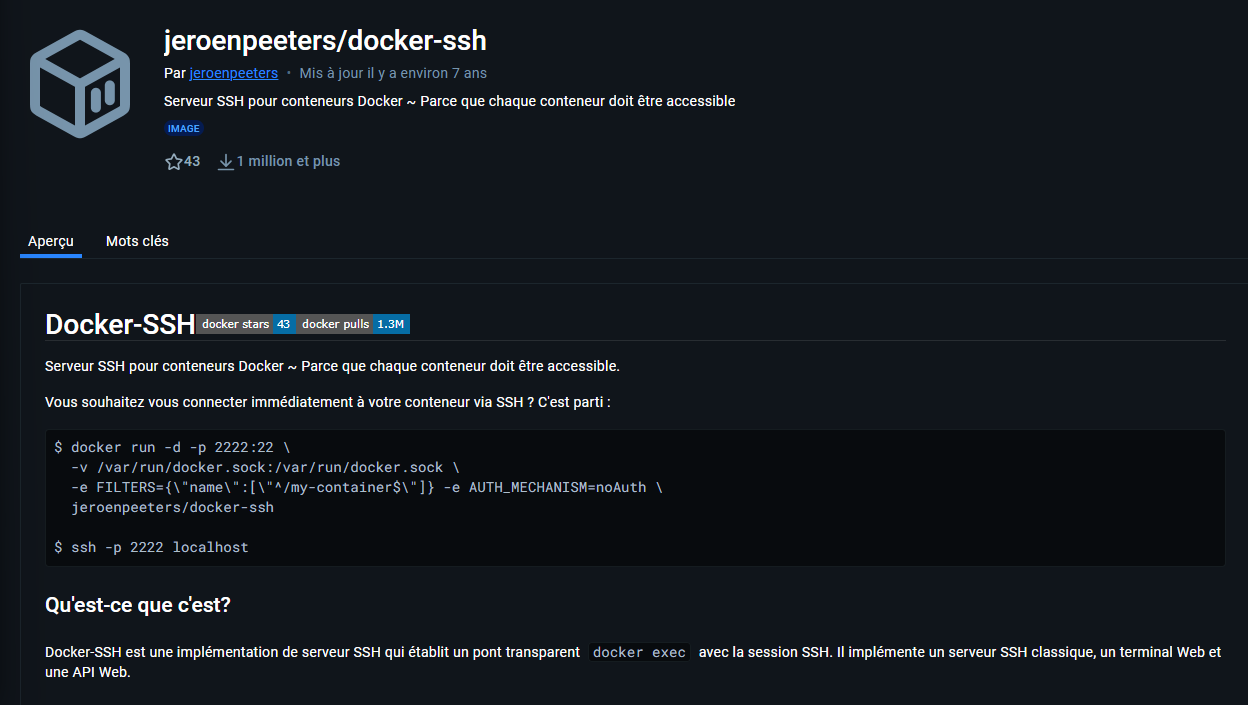 jeroenpeeters/docker-ssh
Par jeroenpeeters • Mis à jour il y a environ 7 ans
Serveur SSH pour conteneurs Docker ~ Parce que chaque conteneur doit être accessible
IMAGE
43 1 million et plus
Aperçu Mots clés
Docker-SSH docker stars 43 docker pulls 1.3M
Serveur SSH pour conteneurs Docker ~ Parce que chaque conteneur doit être accessible.
Vous souhaitez vous connecter immédiatement à votre conteneur via SSH ? C'est parti :
$ docker run -d -p 2222:22 \
-v /var/run/docker.sock:/var/run/docker.sock \
-e FILTERS={\"name\":[\"^/my-container$\"]} -e AUTH_MECHANISM=noAuth \
jeroenpeeters/docker-ssh
$ ssh -p 2222 localhost
Qu'est-ce que c'est?
Docker-SSH est une implémentation de serveur SSH qui établit un pont transparent docker exec avec la session SSH. Il implémente un serveur SSH classique, un terminal Web et
une API Web.